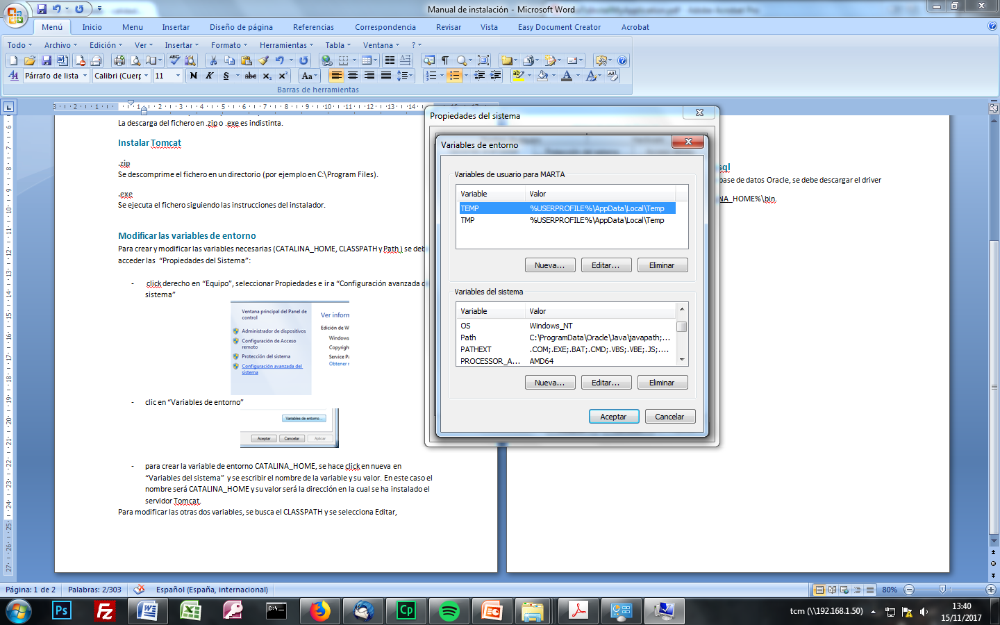 Manual de instalación - Microsoft Word
Menú Inicio Menu Insertar Diseño de página Referencias Correspondencia Revisar Vista Easy Document Creator Acrobat
Todo Archivo Edición Ver Insertar Formato Herramientas Tabla Ventana ?
Párrafo de lista Calibri (Cuerp 11 N K S abc x₂ x² Aa
Barras de herramientas
La descarga del fichero en .zip o .exe es indistinta.
Instalar Tomcat
.zip
Se descomprime el fichero en un directorio (por ejemplo en C:\Program Files).
.exe
Se ejecuta el fichero siguiendo las instrucciones del instalador.
Modificar las variables de entorno
Para crear y modificar las variables necesarias (CATALINA_HOME, CLASSPATH y Path ) se deb
acceder las “Propiedades del Sistema”:
- click derecho en “Equipo”, seleccionar Propiedades e ir a “Configuración avanzada d
sistema”
Ventana principal del Panel de
control
Administrador de dispositivos
Configuración de Acceso
remoto
Protección del sistema
Configuración avanzada del
sistema
Ver inforn
Edición de W
Windows
Copyright
Service Pa
Obtener r
- clic en “Variables de entorno”
Variables de entorno...
Aceptar Cancelar Aplicar
- para crear la variable de entorno CATALINA_HOME, se hace click en nueva en
“Variables del sistema” y se escribir el nombre de la variable y su valor. En este caso el
nombre será CATALINA_HOME y su valor será la dirección en la cual se ha instalado el
servidor Tomcat.
Para modificar las otras dos variables, se busca el CLASSPATH y se selecciona Editar,
sql
base de datos Oracle, se debe descargar el driver
NA_HOME%\bin.
Propiedades del sistema
Variables de entorno
Variables de usuario para MARTA
Variable Valor
TEMP %USERPROFILE%\AppData\Local\Temp
TMP %USERPROFILE%\AppData\Local\Temp
Nueva... Editar... Eliminar
Variables del sistema
Variable Valor
OS Windows_NT
Path C:\ProgramData\Oracle\Java\javapath;...
PATHEXT .COM;.EXE;.BAT;.CMD;.VBS;.VBE;.JS;....
PROCESSOR_A... AMD64
Nueva... Editar... Eliminar
Aceptar Cancelar
Página: 1 de 2 Palabras: 2/303 Español (España, internacional) 80%
tcm (\\192.168.1.50) 13:40
15/11/2017